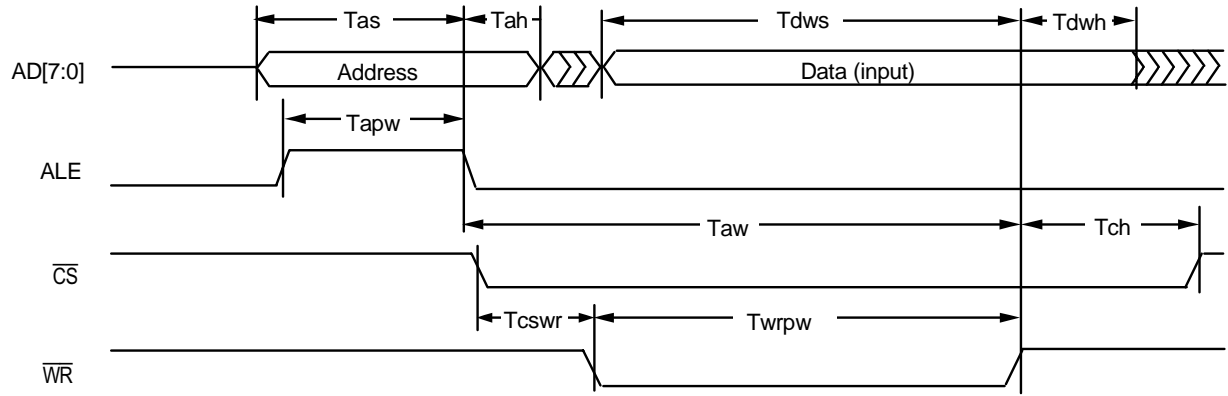 Tas Tah Tdws Tdwh
AD[7:0] Address Data (input)
Tapw
ALE
Taw Tch
CS
Tcswr Twrpw
WR